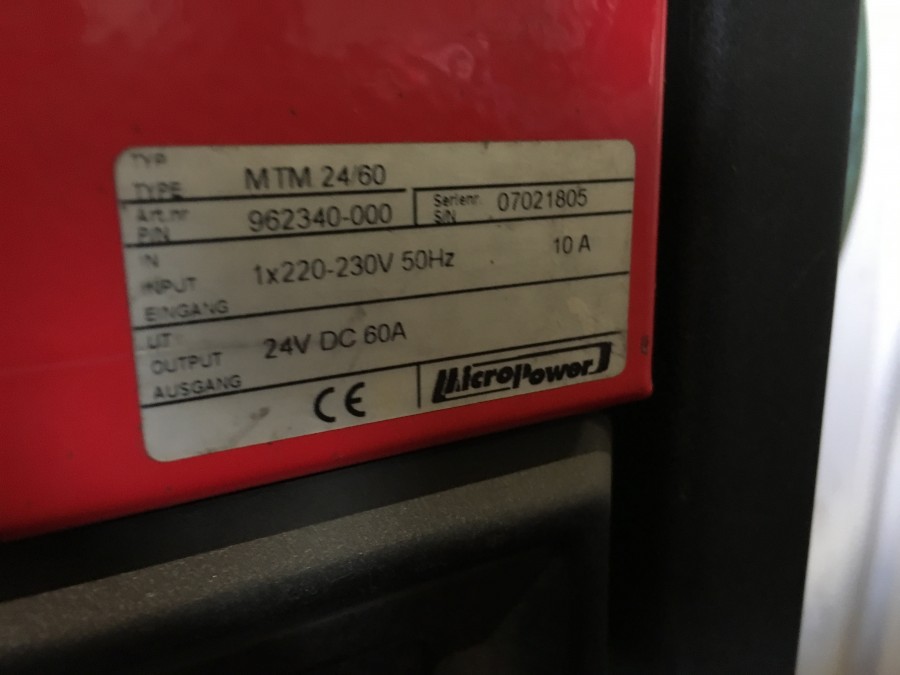 TYP
TYPE MTM 24/60
Art.nr 962340-000 Serienr. 07021805
P/N S/N
IN
INPUT 1x220-230V 50Hz 10 A
EINGANG
UT
OUTPUT 24V DC 60A
AUSGANG
CE MicroPower